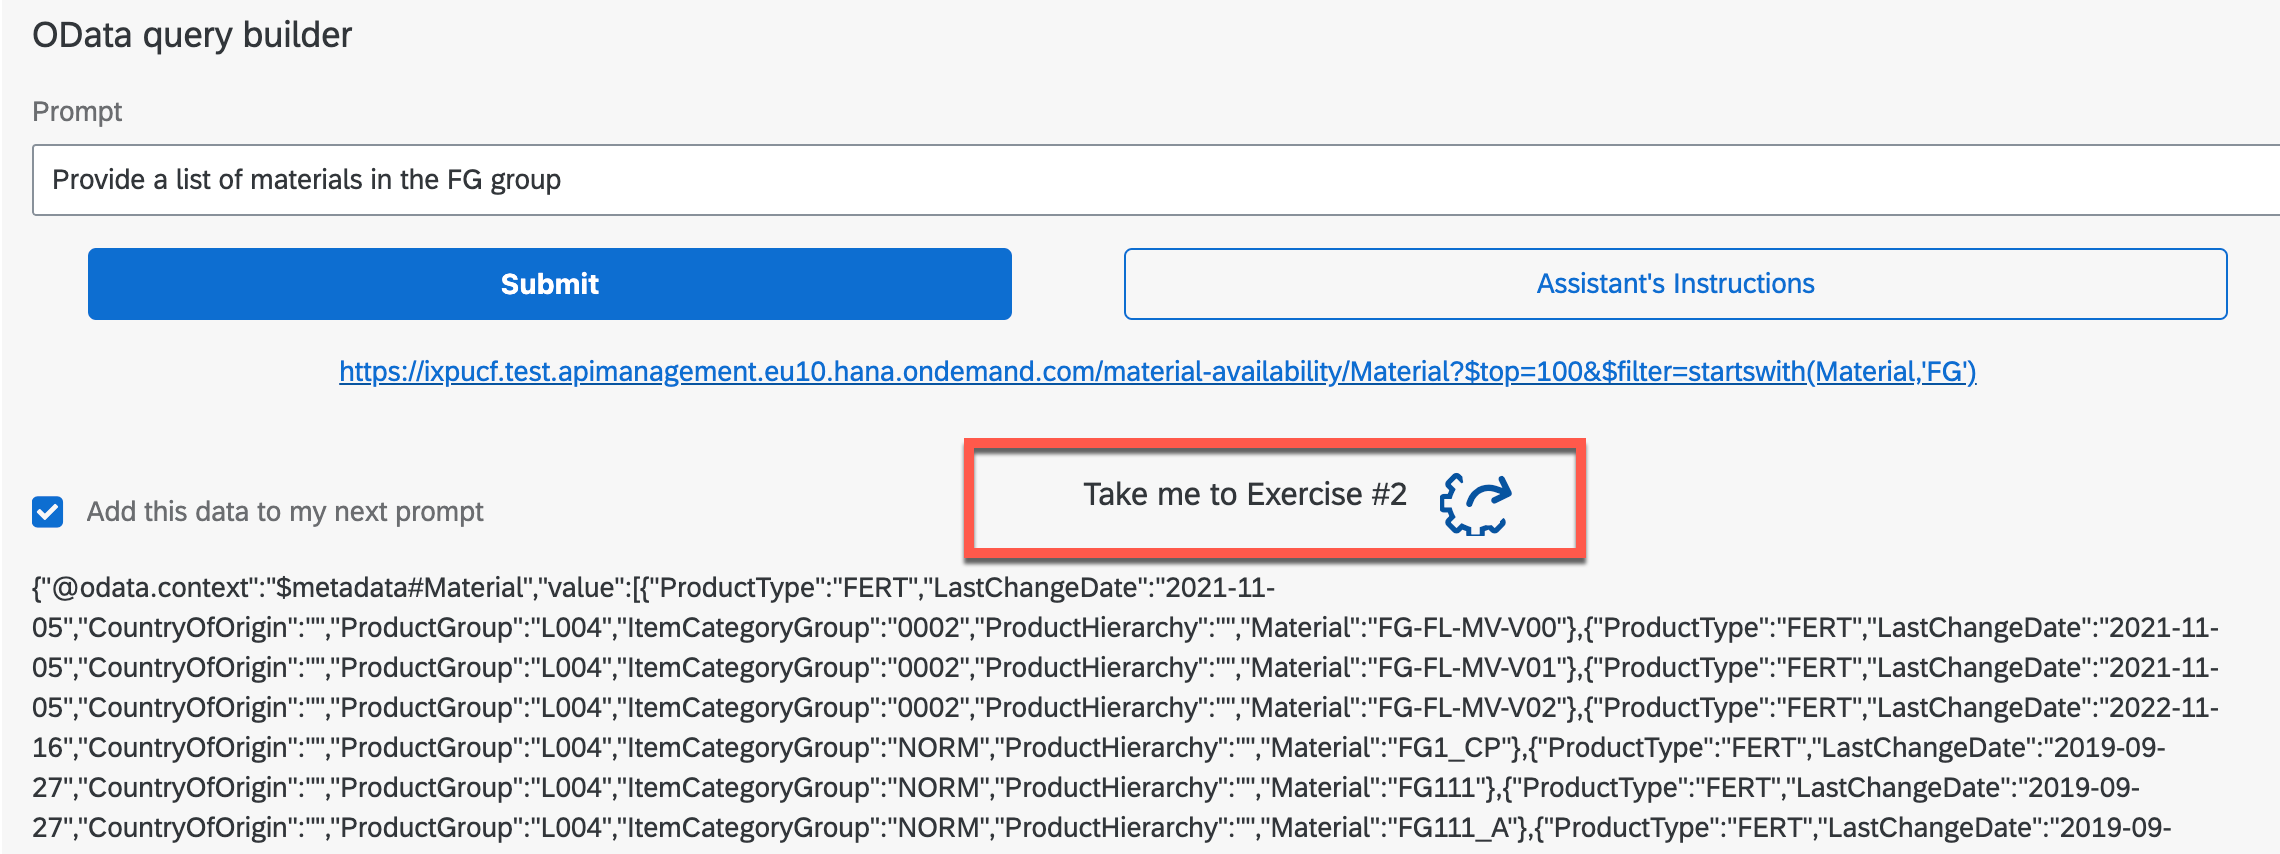 OData query builder
Prompt
Provide a list of materials in the FG group
Submit
Assistant's Instructions
https://ixpucf.test.apimanagement.eu10.hana.ondemand.com/material-availability/Material?$top=100&$filter=startswith(Material,'FG')
Take me to Exercise #2
Add this data to my next prompt
{"@odata.context":"$metadata#Material","value":[{"ProductType":"FERT","LastChangeDate":"2021-11-
05","CountryOfOrigin":"","ProductGroup":"L004","ItemCategoryGroup":"0002","ProductHierarchy":"","Material":"FG-FL-MV-V00"},{"ProductType":"FERT","LastChangeDate":"2021-11-
05","CountryOfOrigin":"","ProductGroup":"L004","ItemCategoryGroup":"0002","ProductHierarchy":"","Material":"FG-FL-MV-V01"},{"ProductType":"FERT","LastChangeDate":"2021-11-
05","CountryOfOrigin":"","ProductGroup":"L004","ItemCategoryGroup":"0002","ProductHierarchy":"","Material":"FG-FL-MV-V02"},{"ProductType":"FERT","LastChangeDate":"2022-11-
16","CountryOfOrigin":"","ProductGroup":"L004","ItemCategoryGroup":"NORM","ProductHierarchy":"","Material":"FG1_CP"},{"ProductType":"FERT","LastChangeDate":"2019-09-
27","CountryOfOrigin":"","ProductGroup":"L004","ItemCategoryGroup":"NORM","ProductHierarchy":"","Material":"FG111"},{"ProductType":"FERT","LastChangeDate":"2019-09-
27","CountryOfOrigin":"","ProductGroup":"L004","ItemCategoryGroup":"NORM","ProductHierarchy":"","Material":"FG111_A"},{"ProductType":"FERT","LastChangeDate":"2019-09-